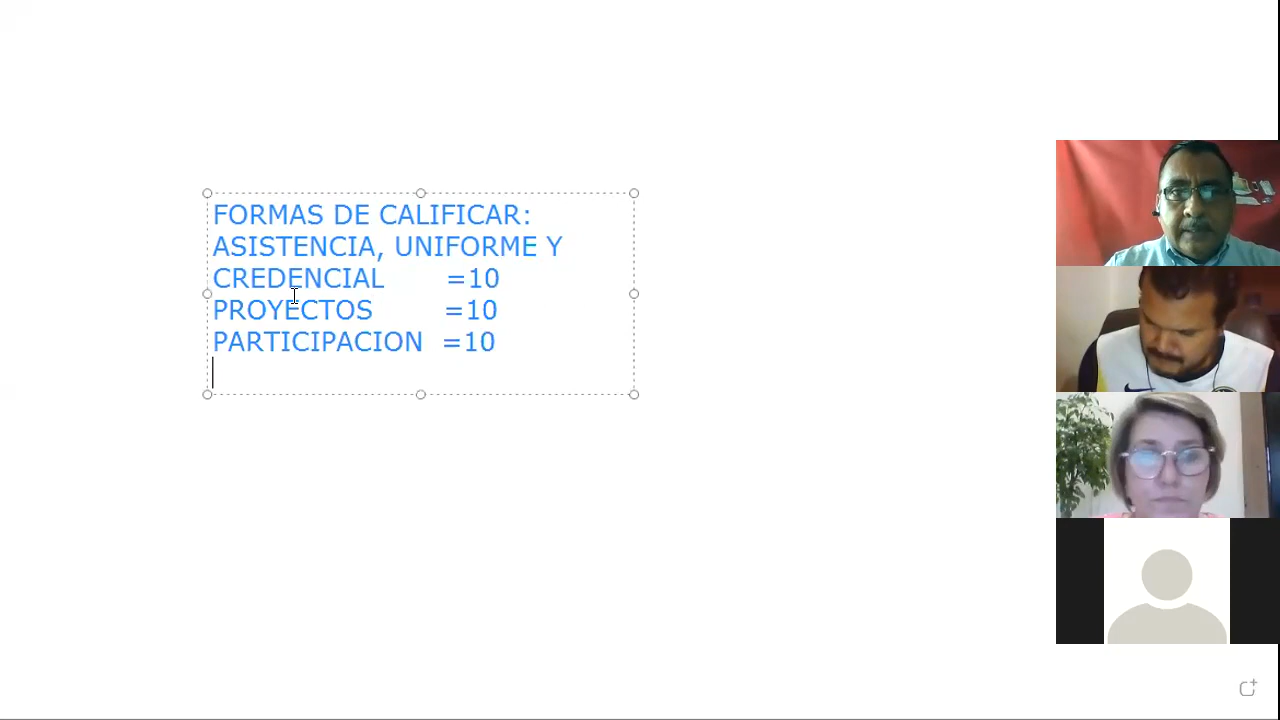 FORMAS DE CALIFICAR:
ASISTENCIA, UNIFORME Y
CREDENCIAL =10
PROYECTOS =10
PARTICIPACION =10